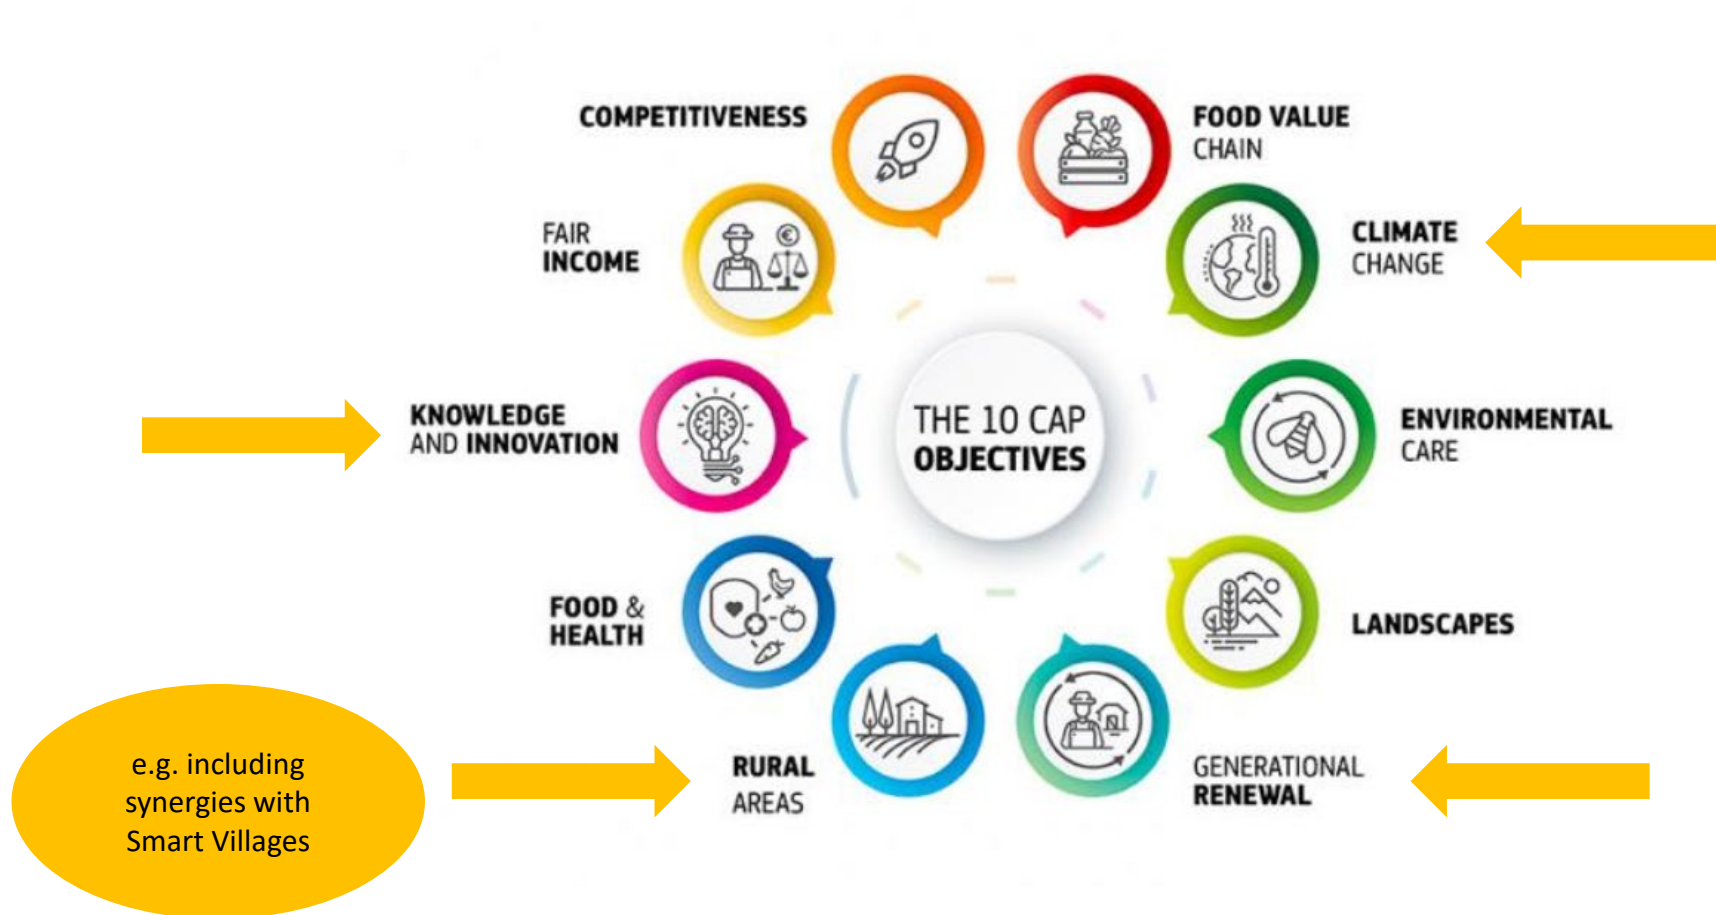 COMPETITIVENESS
FOOD VALUE
CHAIN
FAIR
INCOME
CLIMATE
CHANGE
KNOWLEDGE
AND INNOVATION
THE 10 CAP
OBJECTIVES
ENVIRONMENTAL
CARE
FOOD &
HEALTH
LANDSCAPES
RURAL
AREAS
GENERATIONAL
RENEWAL
e.g. including
synergies with
Smart Villages